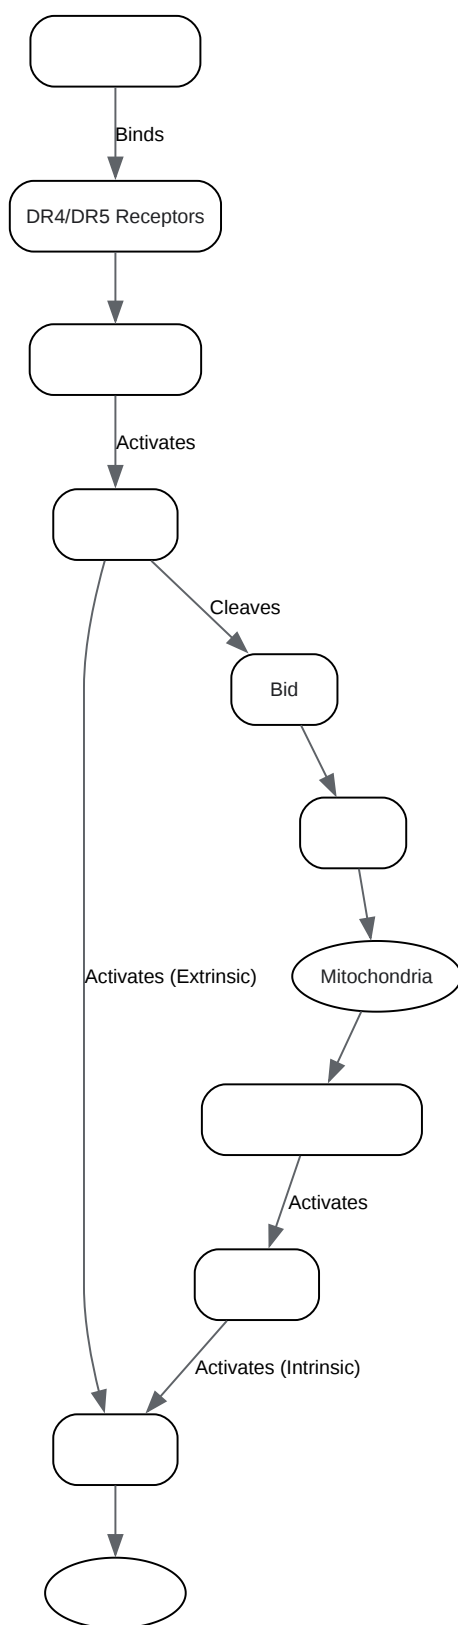 Binds
DR4/DR5 Receptors
Activates
Cleaves
Bid
Activates (Extrinsic)
Mitochondria
Activates
Activates (Intrinsic)